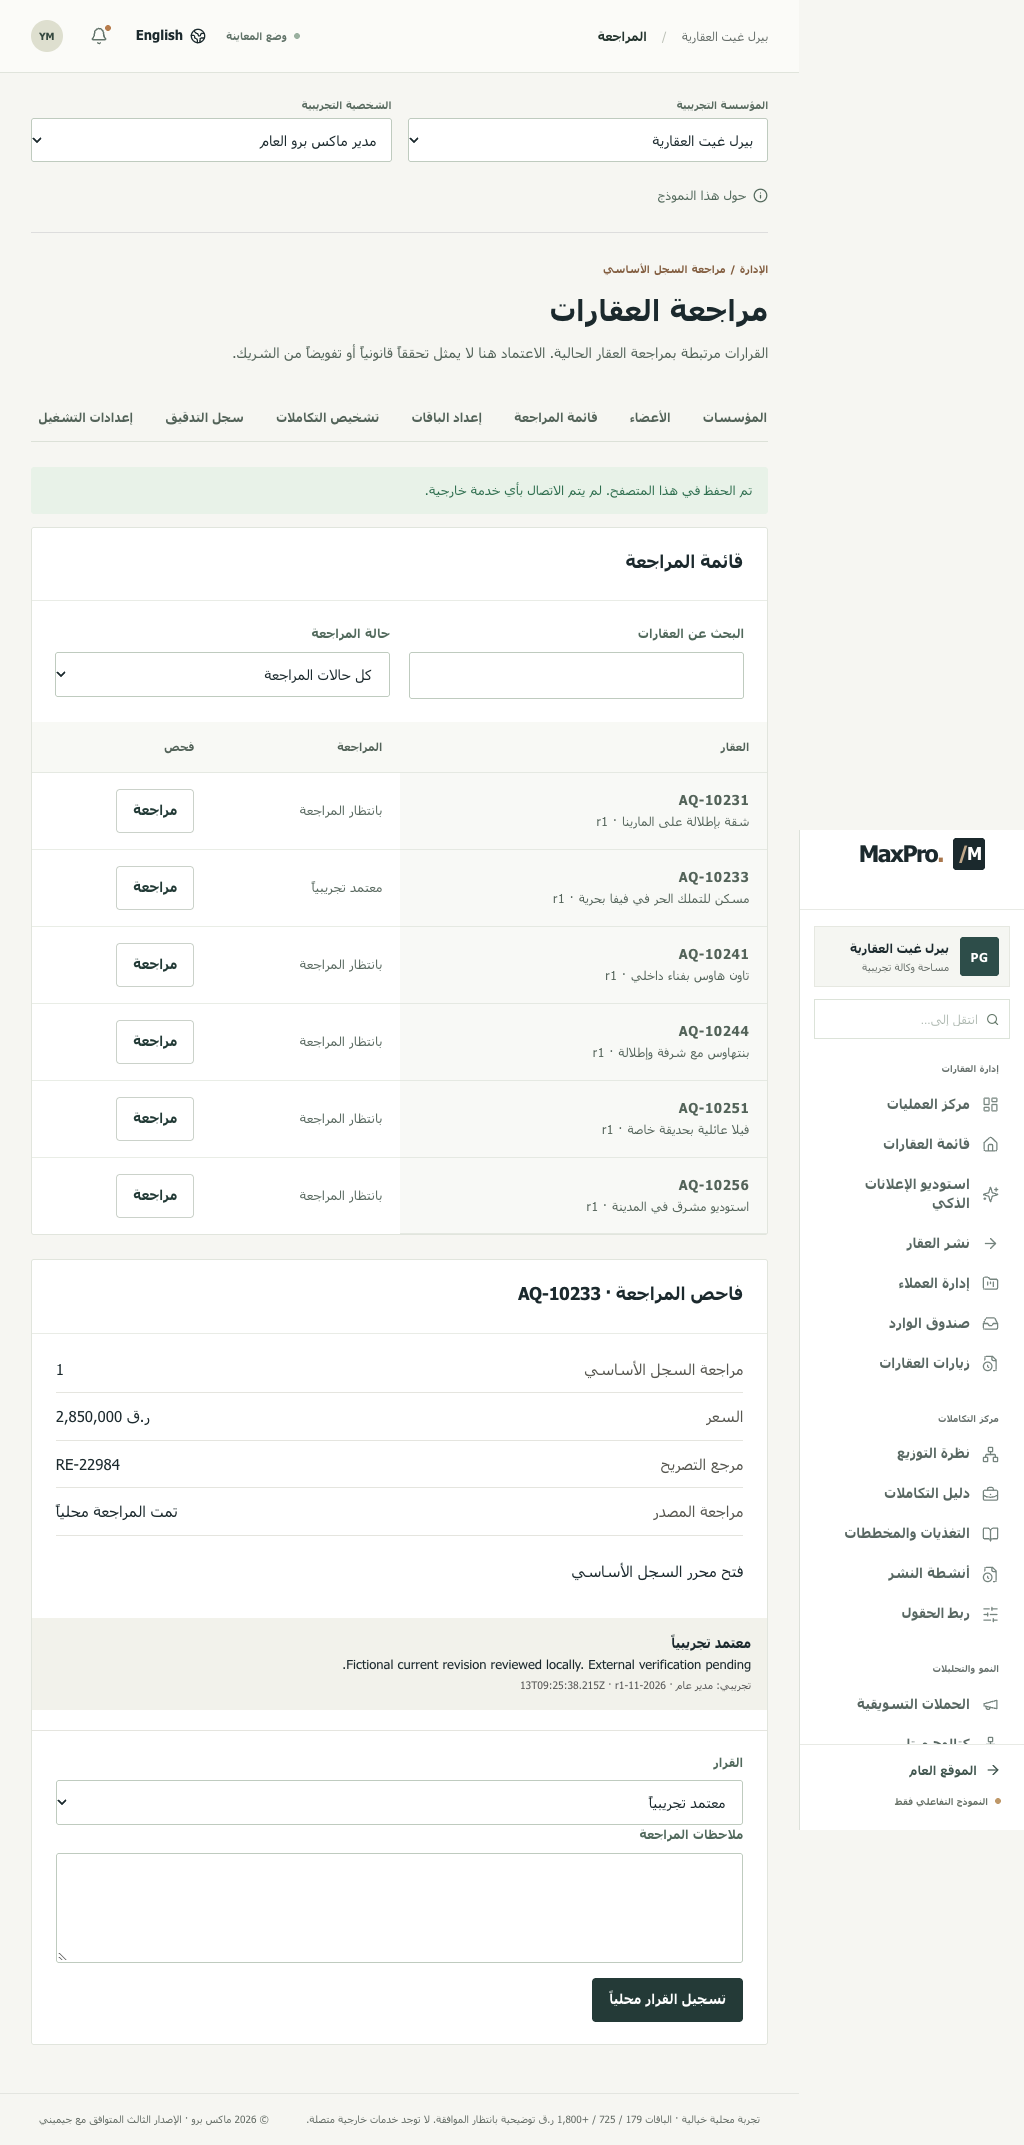 بيرل غيت العقارية / المراجعة
وضع المعاينة
English
YM
المؤسسة التجريبية
بيرل غيت العقارية
الشخصية التجريبية
مدير ماكس برو العام
حول هذا النموذج
الإدارة / مراجعة السجل الأساسي
مراجعة العقارات
القرارات مرتبطة بمراجعة العقار الحالية. الاعتماد هنا لا يمثل تحققاً قانونياً أو تفويضاً من الشريك.
المؤسسات
الأعضاء
قائمة المراجعة
إعداد الباقات
تشخيص التكاملات
سجل التدقيق
إعدادات التشغيل
تم الحفظ في هذا المتصفح. لم يتم الاتصال بأي خدمة خارجية.
قائمة المراجعة
البحث عن العقارات
حالة المراجعة
كل حالات المراجعة
العقار
المراجعة
فحص
AQ-10231
شقة بإطلالة على المارينا · r1
بانتظار المراجعة
مراجعة
AQ-10233
مسكن للتملك الحر في فيفا بحرية · r1
معتمد تجريبياً
مراجعة
AQ-10241
تاون هاوس بفناء داخلي · r1
بانتظار المراجعة
مراجعة
AQ-10244
بنتهاوس مع شرفة وإطلالة · r1
بانتظار المراجعة
مراجعة
AQ-10251
فيلا عائلية بحديقة خاصة · r1
بانتظار المراجعة
مراجعة
AQ-10256
استوديو مشرق في المدينة · r1
بانتظار المراجعة
مراجعة
فاحص المراجعة · AQ-10233
مراجعة السجل الأساسي
1
السعر
2,850,000 ر.ق
مرجع التصريح
RE-22984
مراجعة المصدر
تمت المراجعة محلياً
فتح محرر السجل الأساسي
معتمد تجريبياً
Fictional current revision reviewed locally. External verification pending.
تجريبي: مدير عام · r1 · 2026-11-13T09:25:38.215Z
القرار
معتمد تجريبياً
ملاحظات المراجعة
تسجيل القرار محلياً
تجربة محلية خيالية · الباقات 179 / 725 / +1,800 ر.ق توضيحية بانتظار الموافقة. لا توجد خدمات خارجية متصلة.
© 2026 ماكس برو · الإصدار الثالث المتوافق مع جيميني
MaxPro.
/M
PG
بيرل غيت العقارية
مساحة وكالة تجريبية
انتقل إلى...
إدارة العقارات
مركز العمليات
قائمة العقارات
استوديو الإعلانات
الذكي
نشر العقار
إدارة العملاء
صندوق الوارد
زيارات العقارات
مركز التكاملات
نظرة التوزيع
دليل التكاملات
التغذيات والمخططات
أنشطة النشر
ربط الحقول
النمو والتحليلات
الحملات التسويقية
الموقع العام
النموذج التفاعلي فقط